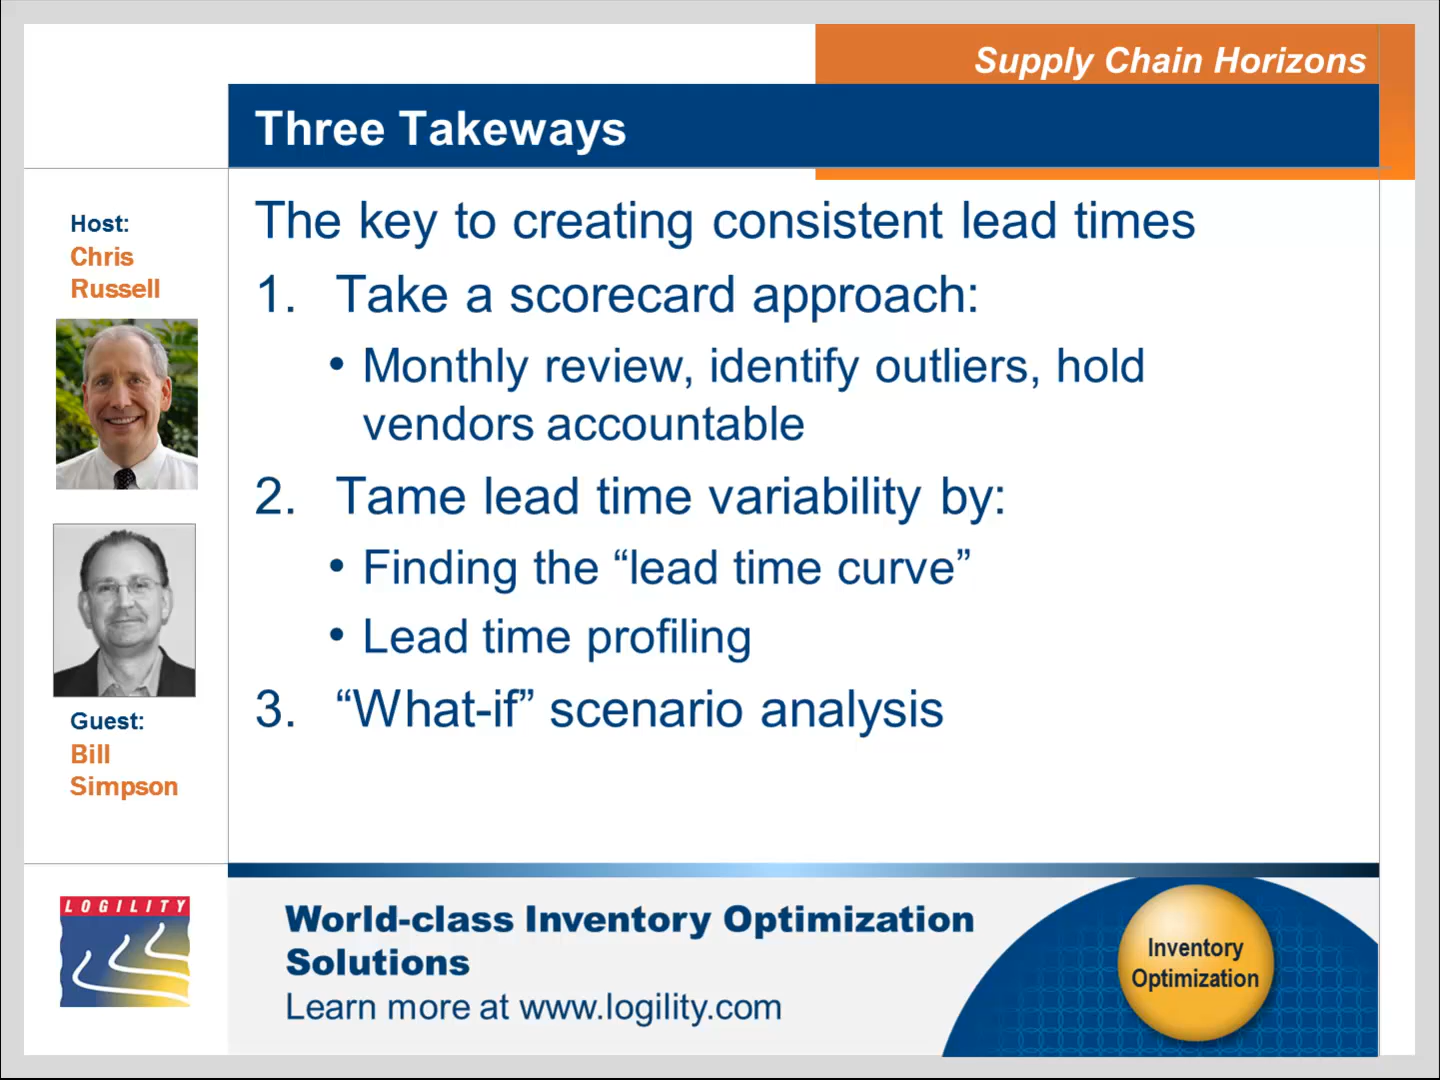 Supply Chain Horizons
Three Takeways
Host:
Chris
Russell
Guest:
Bill
Simpson
The key to creating consistent lead times
1. Take a scorecard approach:
• Monthly review, identify outliers, hold
vendors accountable
2. Tame lead time variability by:
• Finding the “lead time curve”
• Lead time profiling
3. “What-if” scenario analysis
LOGILITY
World-class Inventory Optimization
Solutions
Learn more at www.logility.com
Inventory
Optimization